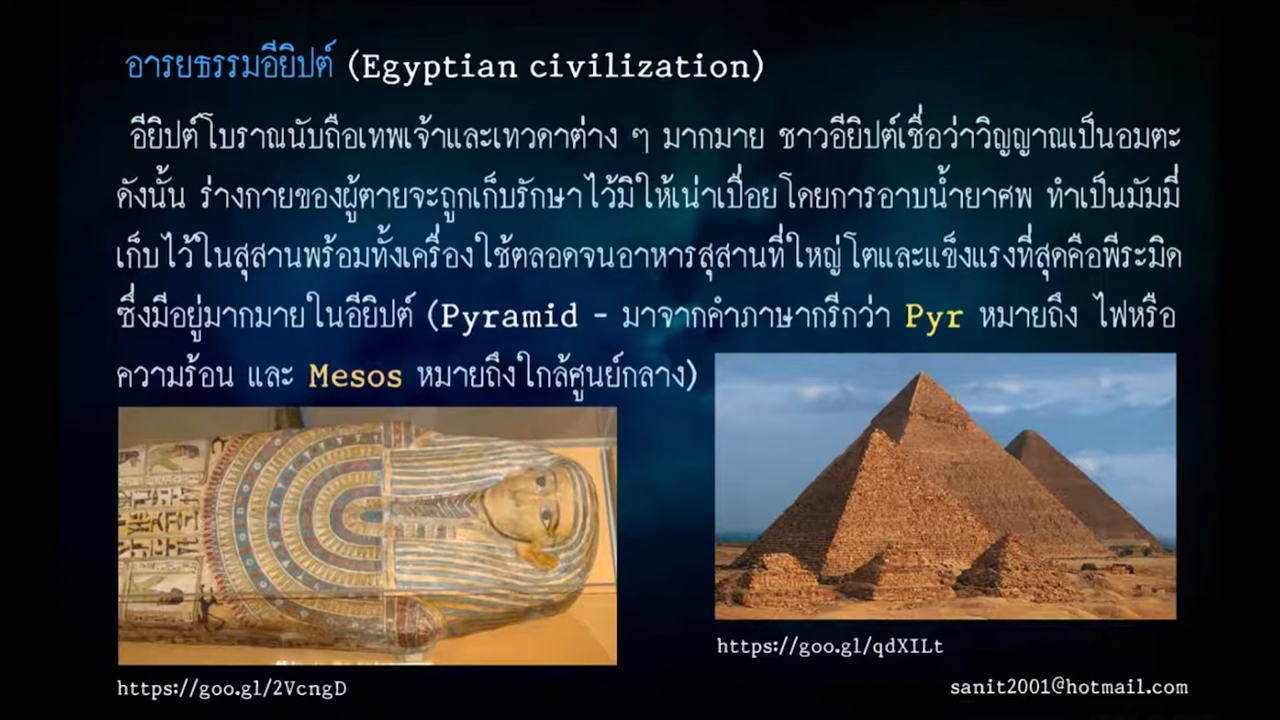 อารยธรรมอียิปต์ (Egyptian civilization)
อียิปต์โบราณนับถือเทพเจ้าและเทวดาต่าง ๆ มากมาย ชาวอียิปต์เชื่อว่าวิญญาณเป็นอมตะ
ดังนั้น ร่างกายของผู้ตายจะถูกเก็บรักษาไว้มิให้เน่าเปื่อยโดยการอาบน้ำยาศพ ทำเป็นมัมมี่
เก็บไว้ในสุสานพร้อมทั้งเครื่องใช้ตลอดจนอาหารสุสานที่ใหญ่โตและแข็งแรงที่สุดคือพีระมิด
ซึ่งมีอยู่มากมายในอียิปต์ (Pyramid - มาจากคำภาษากรีกว่า Pyr หมายถึง ไฟหรือ
ความร้อน และ Mesos หมายถึงใกล้ศูนย์กลาง)
https://goo.gl/qdXILt
https://goo.gl/2VcngD
sanit2001@hotmail.com